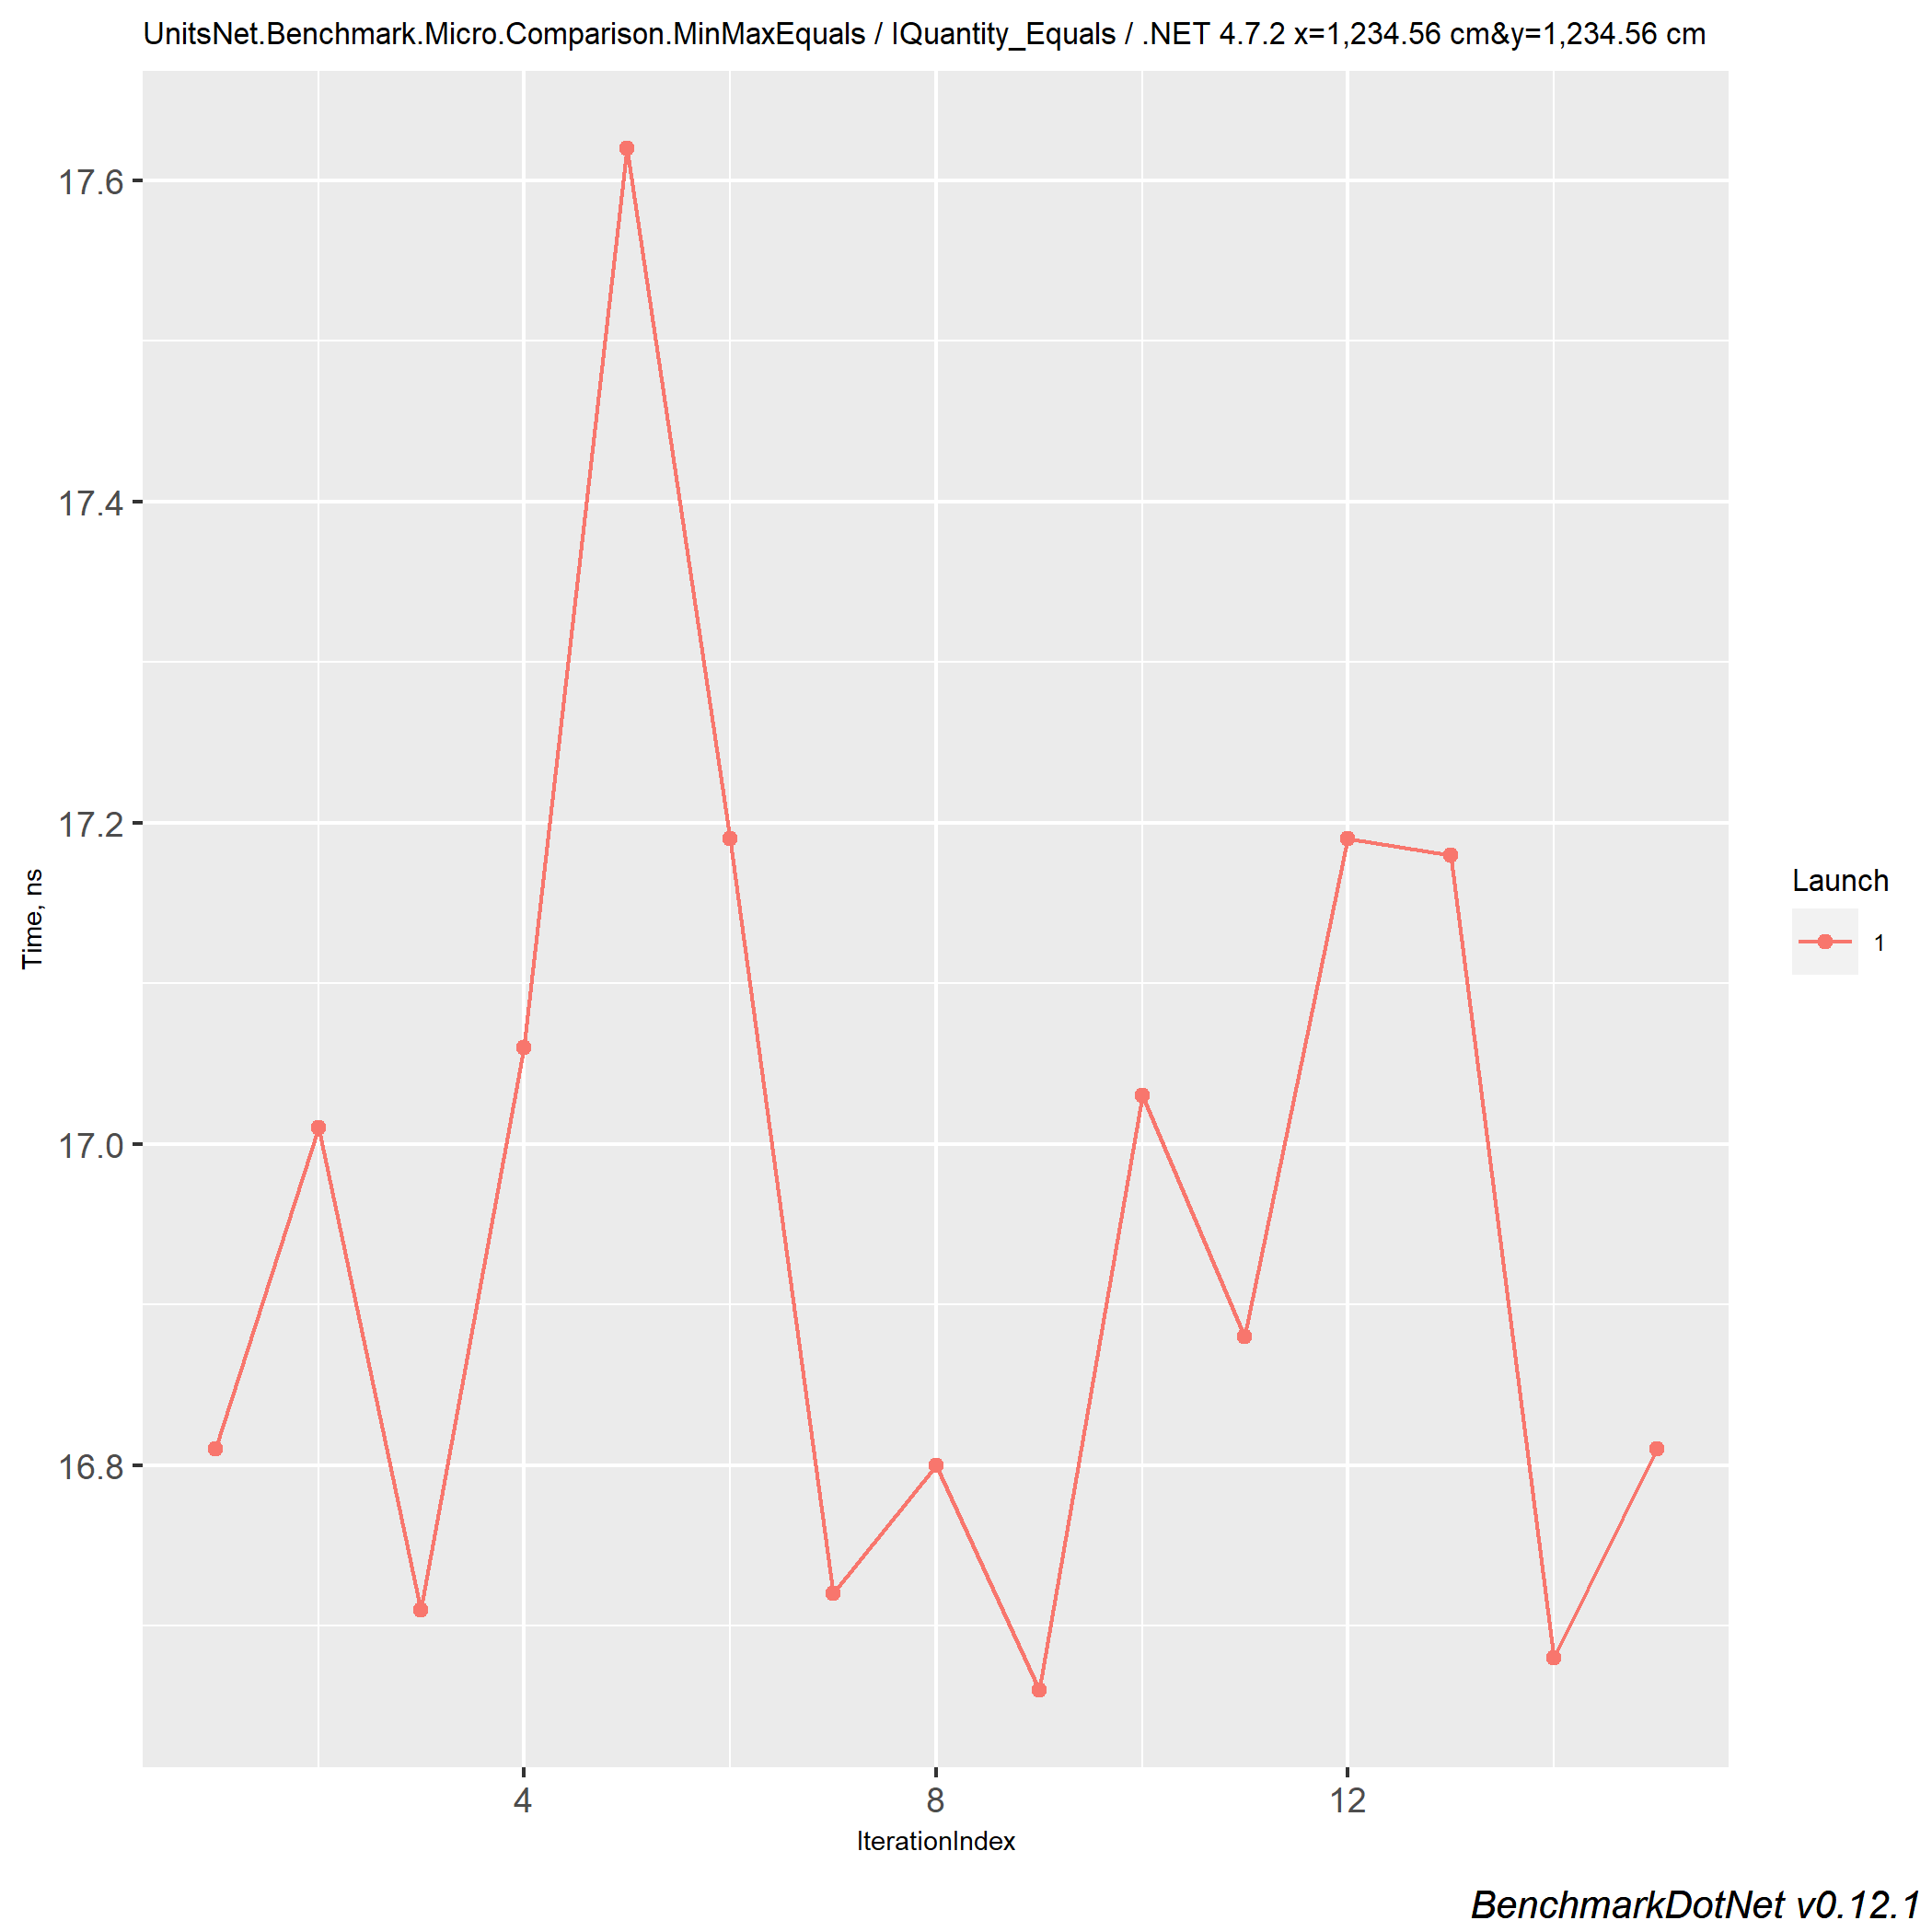 UnitsNet.Benchmark.Micro.Comparison.MinMaxEquals / IQuantity_Equals / .NET 4.7.2 x=1,234.56 cm&y=1,234.56 cm
17.6
17.4
17.2
17.0
16.8
Time, ns
4
8
12
IterationIndex
Launch
1
BenchmarkDotNet v0.12.1